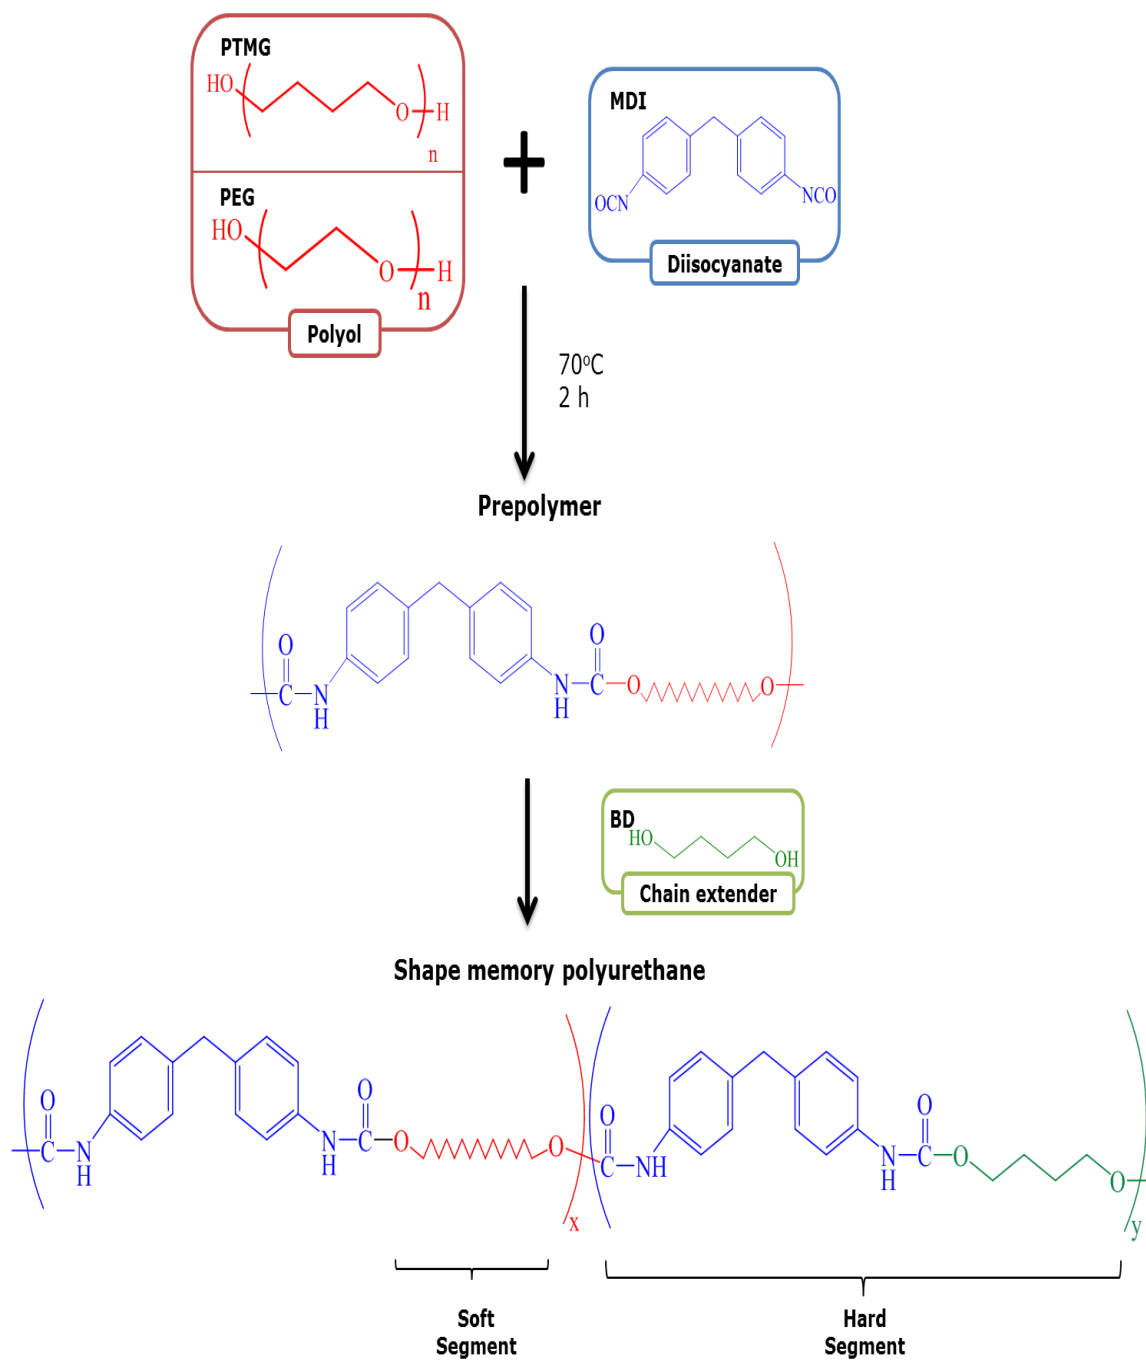 PTMG
HO
O
H
n
PEG
HO
O
H
n
Polyol
+
MDI
OCN
NCO
Diisocyanate
70ºC
2 h
Prepolymer
O
C
N
H
N
H
O
C
O
O
BD
HO
OH
Chain extender
Shape memory polyurethane
O
C
N
H
N
H
O
C
O
O
x
O
C
NH
N
H
O
C
O
O
y
Soft
Segment
Hard
Segment